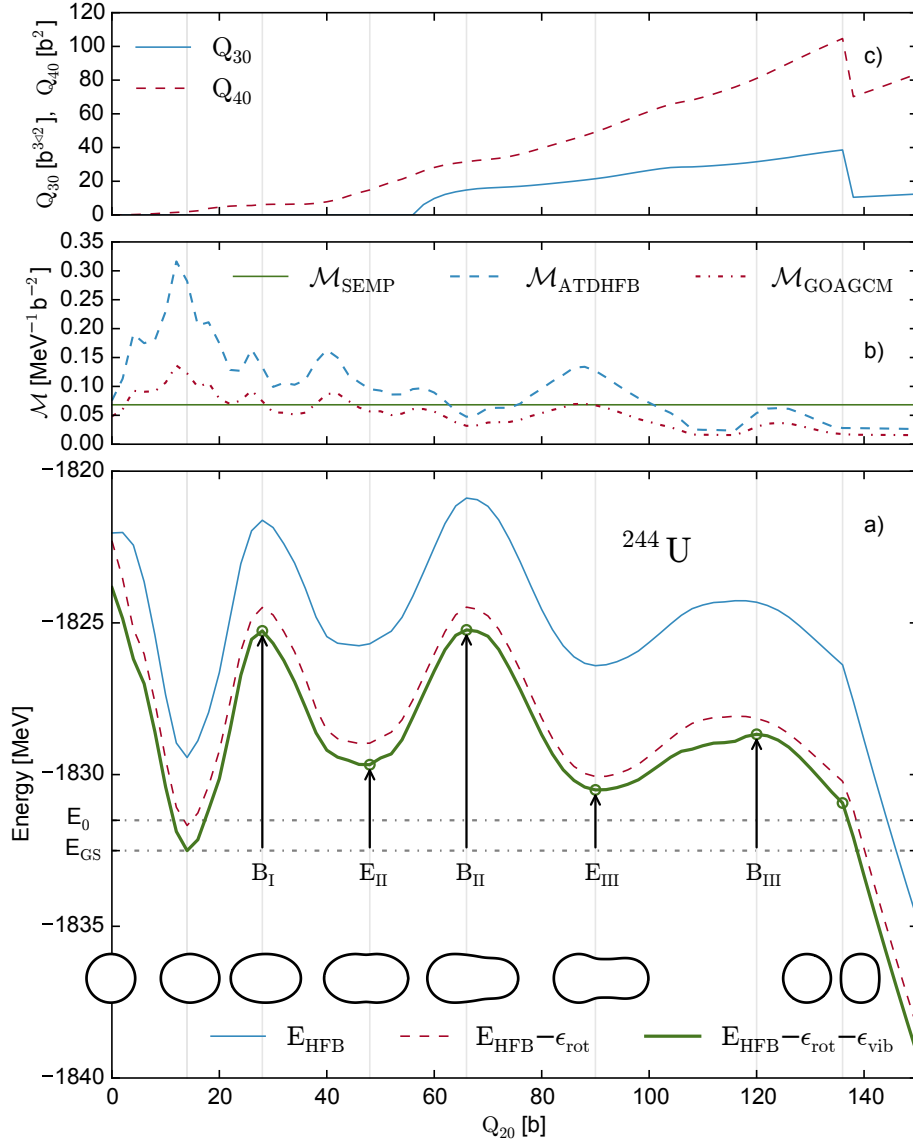 120
100
80
60
40
20
0
Q30 [b3⊲2], Q40 [b2]
Q30
Q40
c)
0.35
0.30
0.25
0.20
0.15
0.10
0.05
0.00
ℳ [MeV−1 b−2]
ℳSEMP
ℳATDHFB
ℳGOAGCM
b)
−1820
−1825
−1830
−1835
−1840
Energy [MeV]
a)
244 U
E0
EGS
BI
EII
BII
EIII
BIII
EHFB
EHFB−ϵrot
EHFB−ϵrot−ϵvib
0 20 40 60 80 100 120 140
Q20 [b]